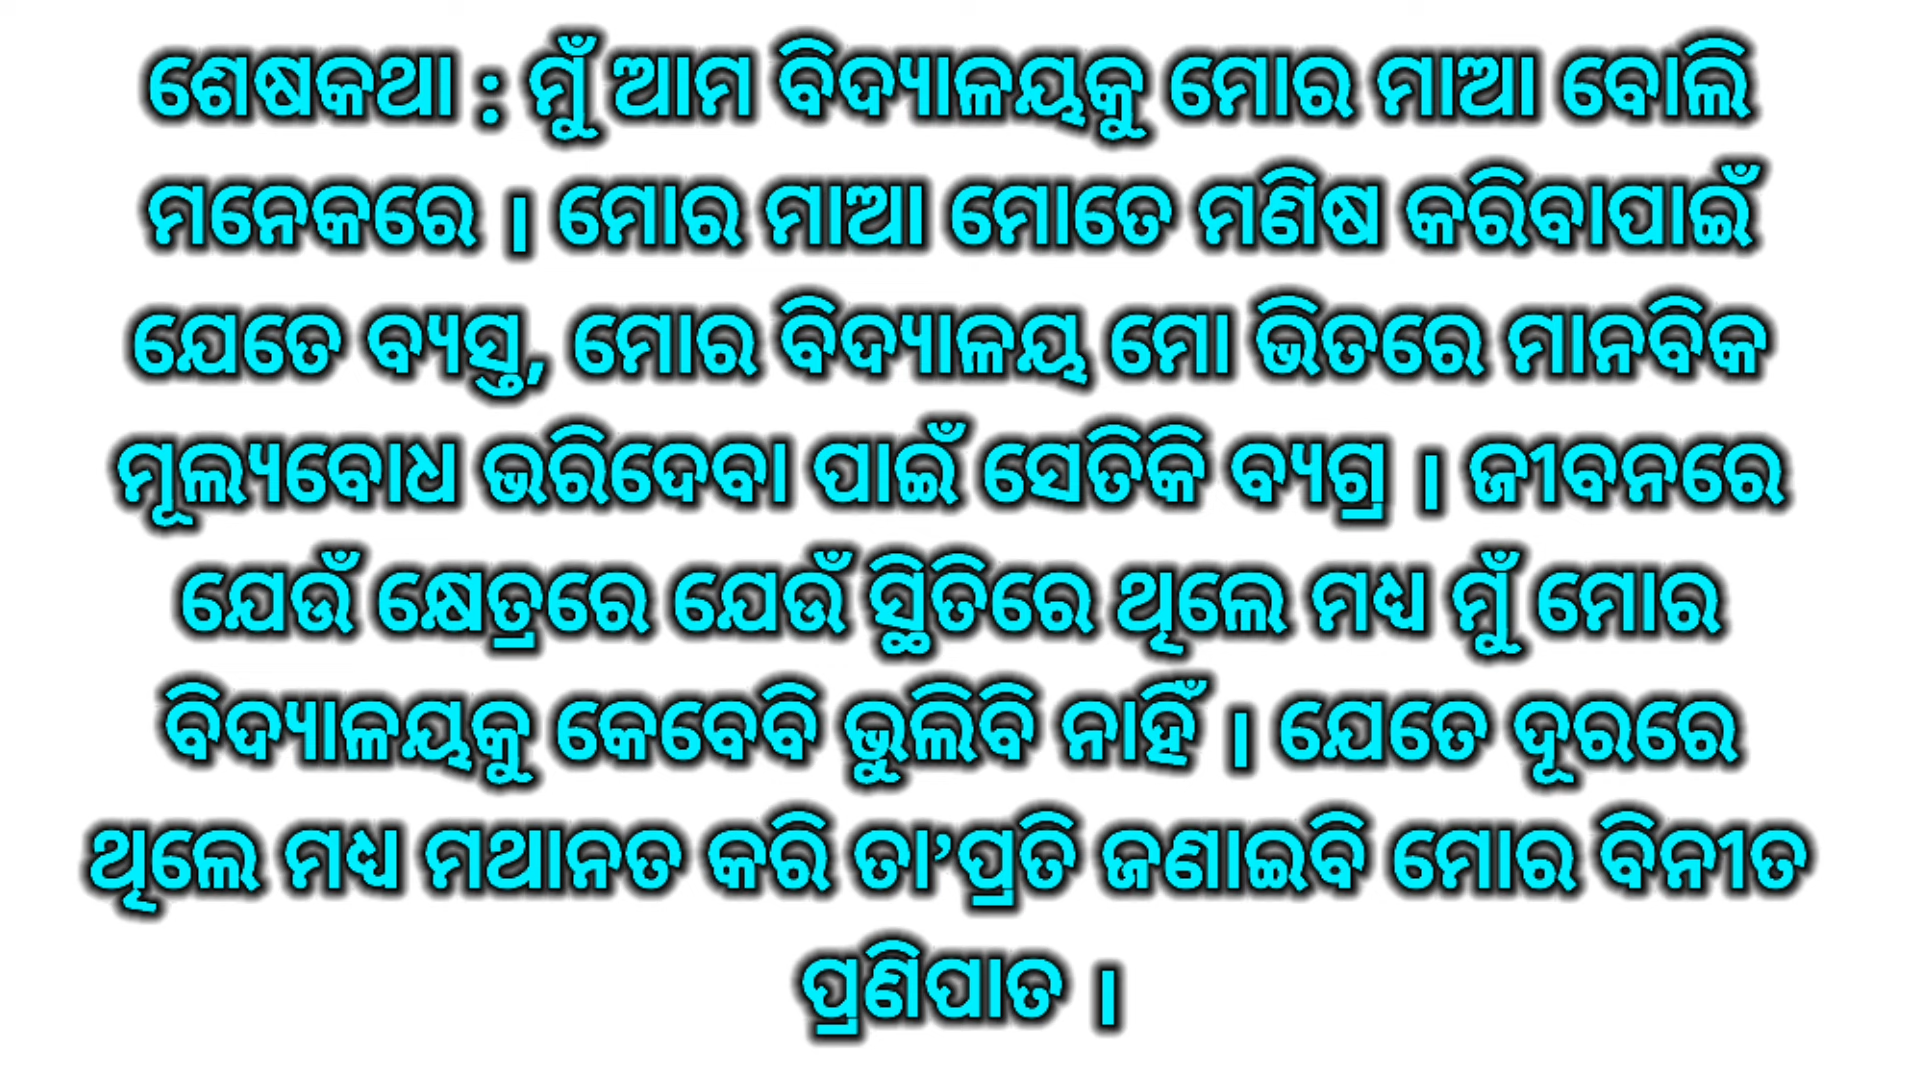 ଶେଷକଥା : ମୁଁ ଆମ ବିଦ୍ୟାଳୟକୁ ମୋର ମାଆ ବୋଲି
ମନେକରେ । ମୋର ମାଆ ମୋତେ ମଣିଷ କରିବାପାଇଁ
ଯେତେ ବ୍ୟସ୍ତ, ମୋର ବିଦ୍ୟାଳୟ ମୋ ଭିତରେ ମାନବିକ
ମୂଲ୍ୟବୋଧ ଭରିଦେବା ପାଇଁ ସେତିକି ବ୍ୟଗ୍ର । ଜୀବନରେ
ଯେଉଁ କ୍ଷେତ୍ରରେ ଯେଉଁ ସ୍ଥିତିରେ ଥିଲେ ମଧ୍ୟ ମୁଁ ମୋର
ବିଦ୍ୟାଳୟକୁ କେବେବି ଭୁଲିବି ନାହିଁ । ଯେତେ ଦୂରରେ
ଥିଲେ ମଧ୍ୟ ମଥାନତ କରି ତା’ପ୍ରତି ଜଣାଇବି ମୋର ବିନୀତ
ପ୍ରଣିପାତ ।